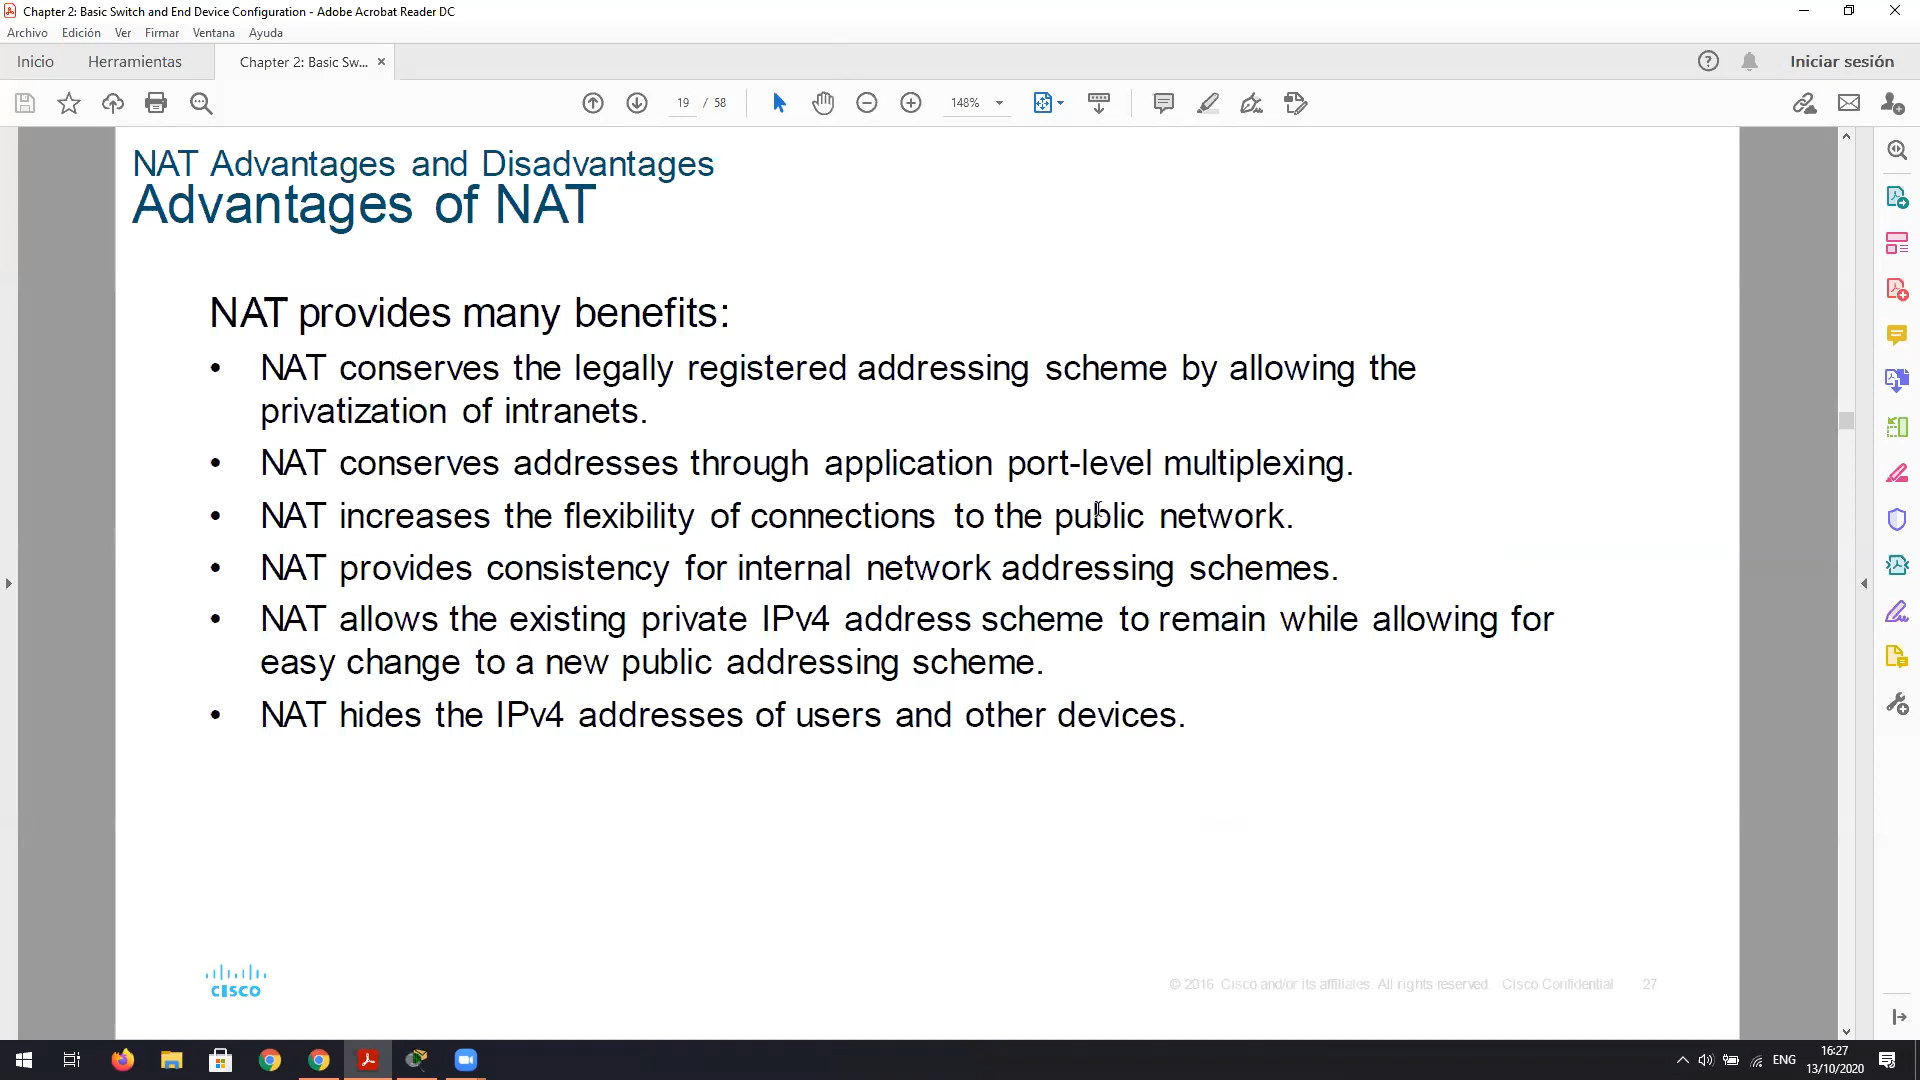 Chapter 2: Basic Switch and End Device Configuration - Adobe Acrobat Reader DC
Archivo Edición Ver Firmar Ventana Ayuda
Inicio Herramientas Chapter 2: Basic Sw... × Iniciar sesión
19 / 58 148%
NAT Advantages and Disadvantages
Advantages of NAT
NAT provides many benefits:
• NAT conserves the legally registered addressing scheme by allowing the
privatization of intranets.
• NAT conserves addresses through application port-level multiplexing.
• NAT increases the flexibility of connections to the public network.
• NAT provides consistency for internal network addressing schemes.
• NAT allows the existing private IPv4 address scheme to remain while allowing for
easy change to a new public addressing scheme.
• NAT hides the IPv4 addresses of users and other devices.
CISCO
© 2016 Cisco and/or its affiliates. All rights reserved. Cisco Confidential 27
ENG
16:27
13/10/2020